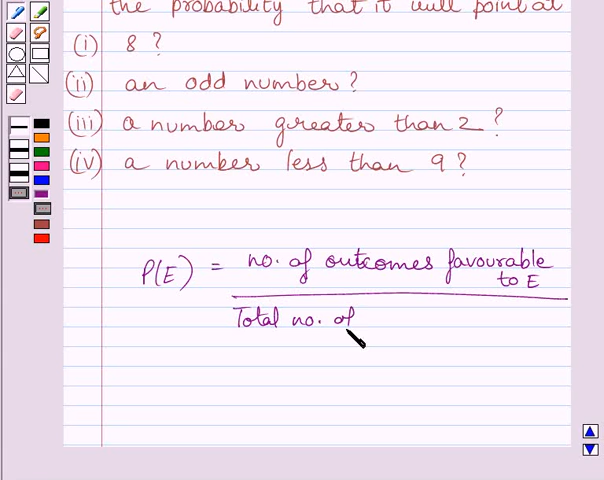 the probability that it will point at
(i) 8 ?
(ii) an odd number ?
(iii) a number greater than 2 ?
(iv) a number less than 9 ?
P(E) = no. of outcomes favourable
to E
Total no. of